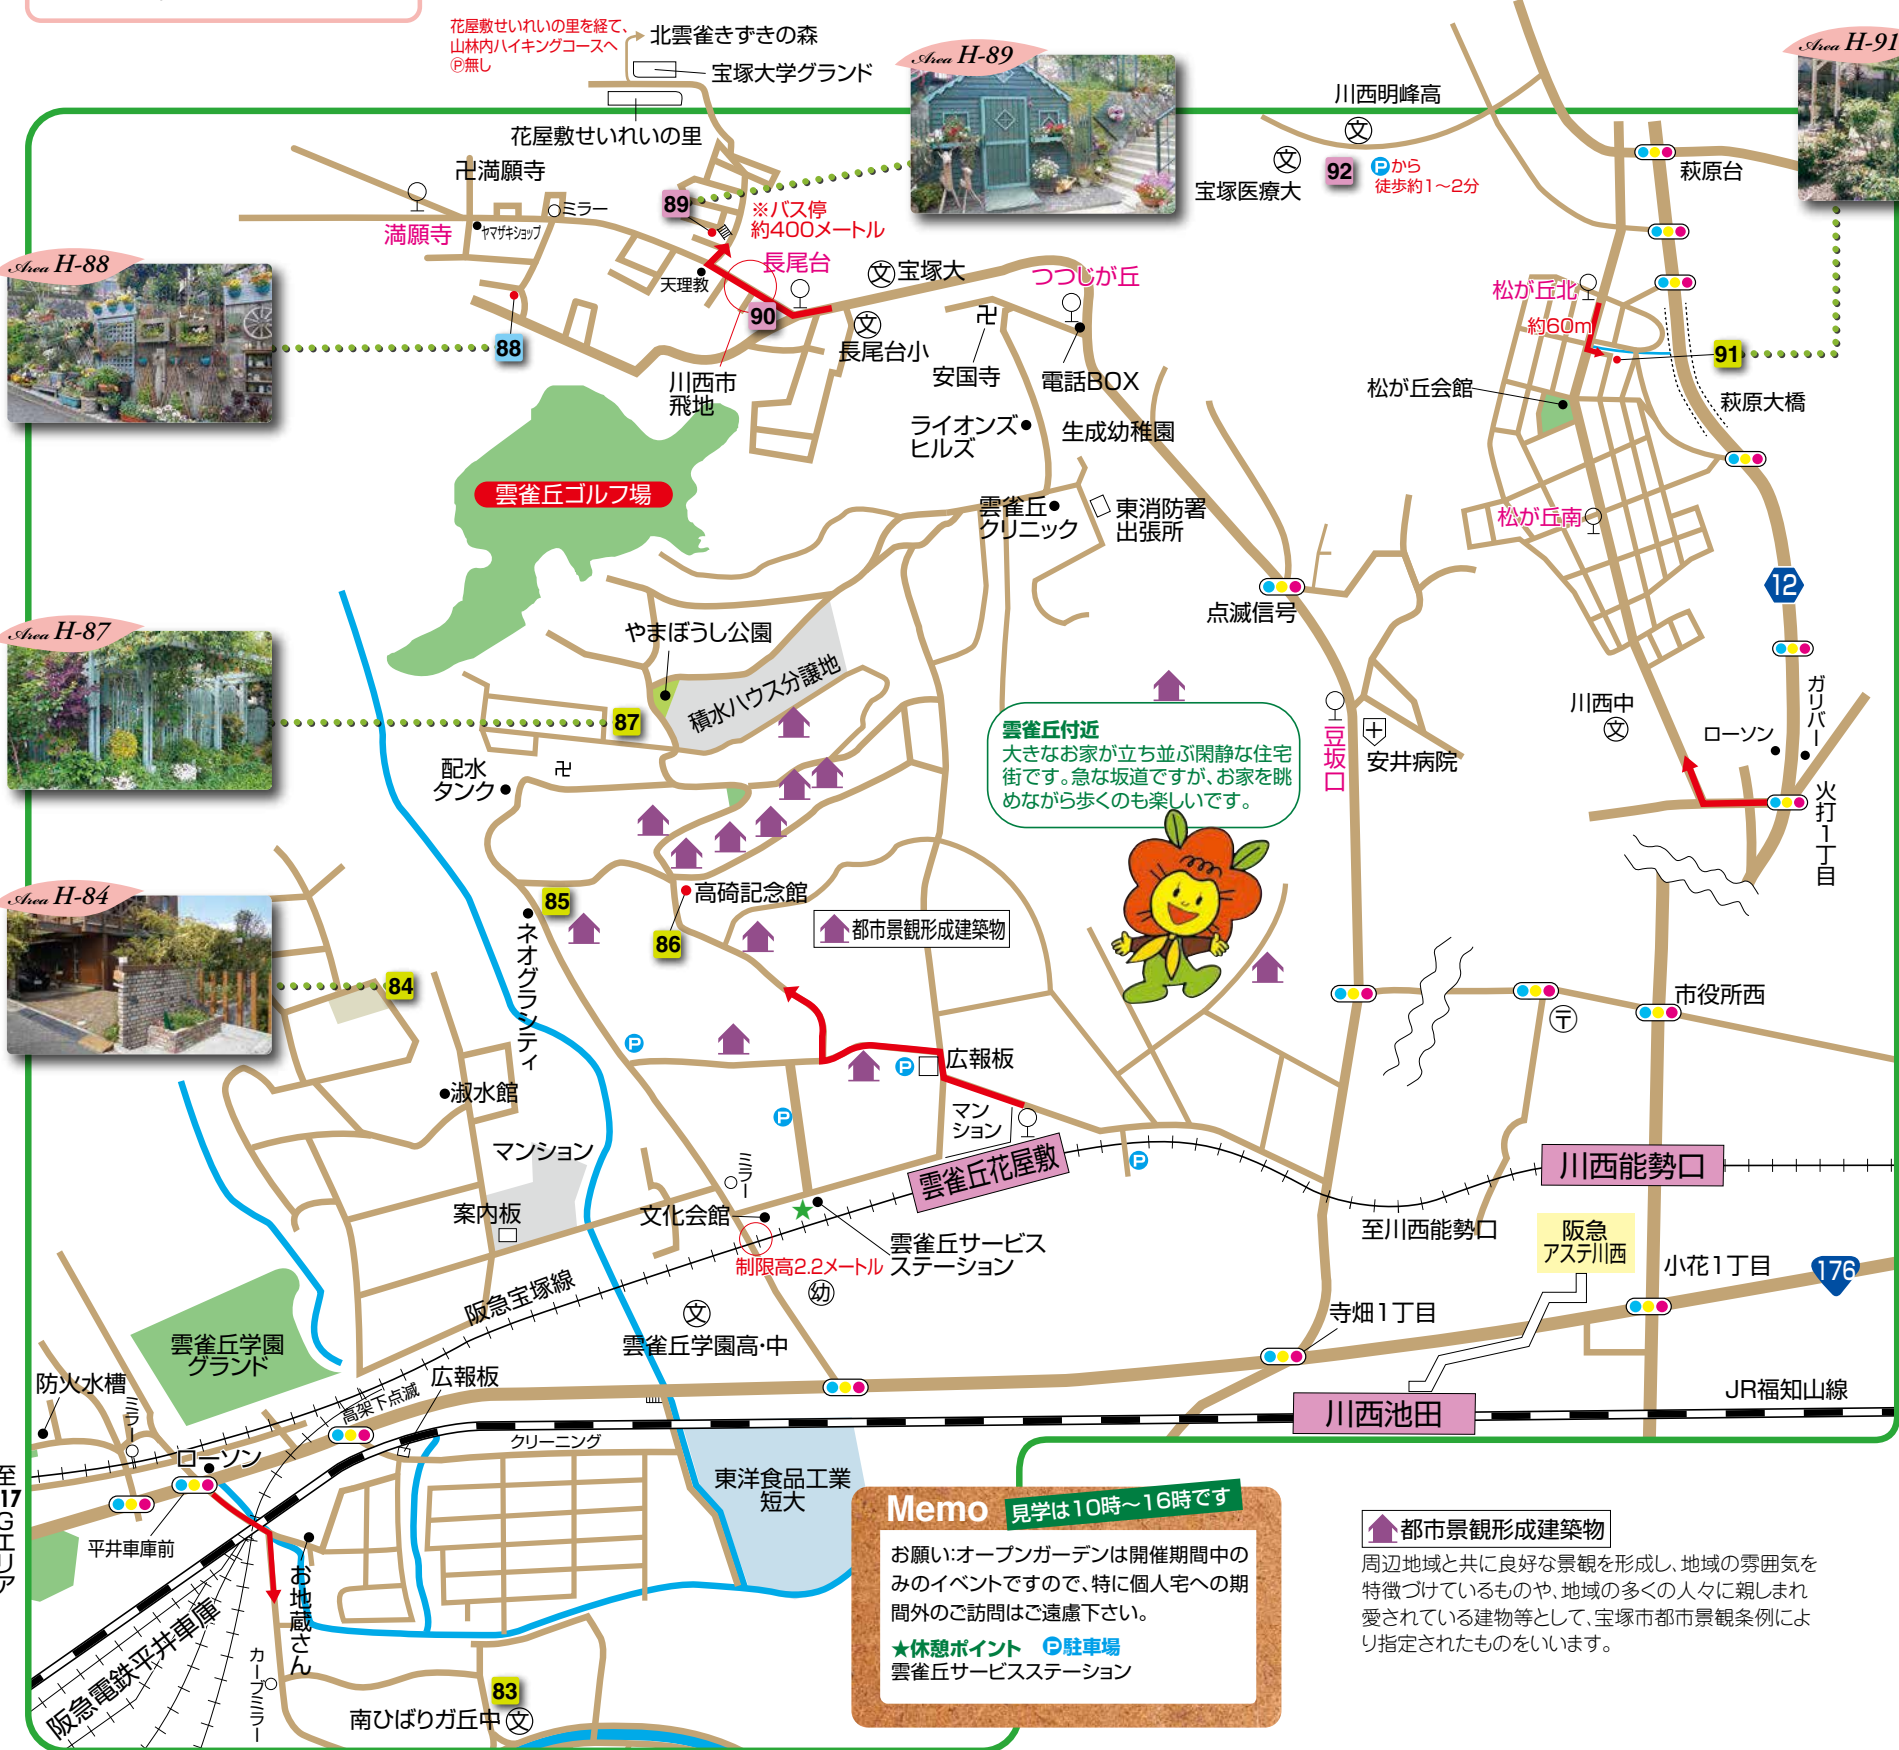 花屋敷せいれいの里を経て、
山林内ハイキングコースへ
Ⓟ無し
北雲雀きずきの森
宝塚大学グランド
花屋敷せいれいの里
Area H-89
Area H-91
川西明峰高
文
文
宝塚医療大
92
Pから
徒歩約1～2分
萩原台
卍満願寺
満願寺
ミラー
ヤマザキショップ
89
※バス停
約400メートル
長尾台
天理教
90
文宝塚大
文
長尾台小
つつじが丘
卍
安国寺
電話BOX
川西市
飛地
Area H-88
88
松が丘北
約60m
91
松が丘会館
萩原大橋
ライオンズ
ヒルズ
生成幼稚園
雲雀丘ゴルフ場
雲雀丘
クリニック
東消防署
出張所
松が丘南
12
点滅信号
Area H-87
87
やまぼうし公園
積水ハウス分譲地
配水
タンク
卍
雲雀丘付近
大きなお家が立ち並ぶ閑静な住宅
街です。急な坂道ですが、お家を眺
めながら歩くのも楽しいです。
豆坂口
安井病院
川西中
文
ローソン
ガリバー
火打1丁目
Area H-84
84
85
ネオグランティ
高碕記念館
86
都市景観形成建築物
市役所西
〒
P
P
P
広報板
マン
ション
P
淑水館
マンション
案内板
ミラー
文化会館
★
雲雀丘花屋敷
雲雀丘サービス
ステーション
制限高2.2メートル
幼
川西能勢口
至川西能勢口
阪急
アステ川西
小花1丁目
176
阪急宝塚線
文
雲雀丘学園高・中
寺畑1丁目
雲雀丘学園
グランド
防火水槽
ミラー
広報板
高架下点滅
川西池田
JR福知山線
クリーニング
ローソン
至
17
Gエリア
平井車庫前
東洋食品工業
短大
お地蔵さん
阪急電鉄平井車庫
カーブミラー
83
南ひばりガ丘中文
Memo
見学は10時～16時です
お願い:オープンガーデンは開催期間中の
みのイベントですので、特に個人宅への期
間外のご訪問はご遠慮下さい。
★休憩ポイント Ⓟ駐車場
雲雀丘サービスステーション
都市景観形成建築物
周辺地域と共に良好な景観を形成し、地域の雰囲気を
特徴づけているものや、地域の多くの人々に親しまれ
愛されている建物等として、宝塚市都市景観条例によ
り指定されたものをいいます。